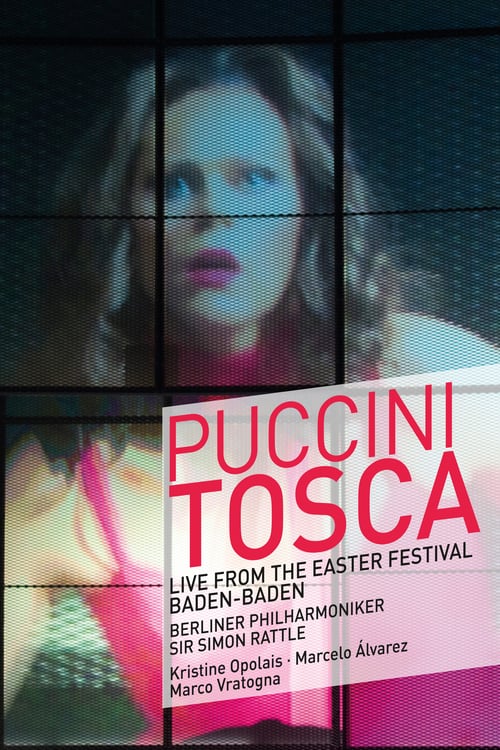 PUCCINI
TOSCA
LIVE FROM THE EASTER FESTIVAL
BADEN-BADEN
BERLINER PHILHARMONIKER
SIR SIMON RATTLE
Kristine Opolais · Marcelo Álvarez
Marco Vratogna